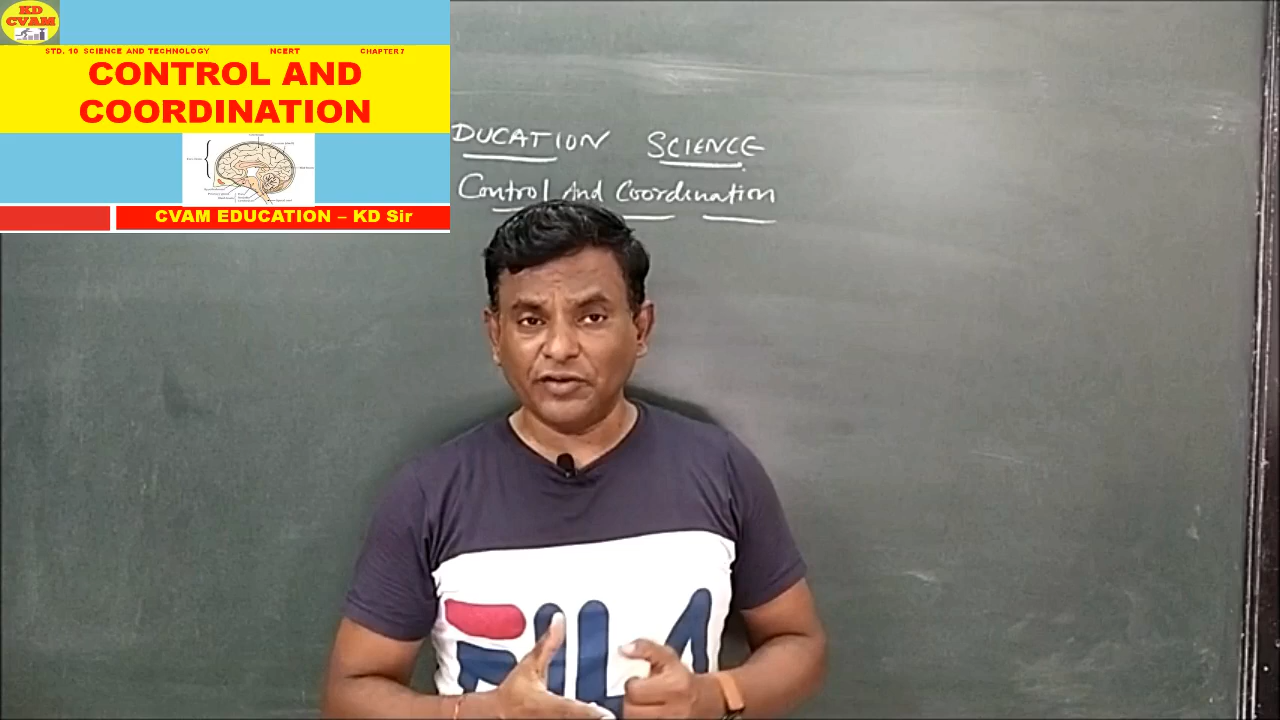 KD
CVAM
STD. 10 SCIENCE AND TECHNOLOGY NCERT CHAPTER 7
CONTROL AND
COORDINATION
CVAM EDUCATION – KD Sir
DUCATION SCIENCE
Control And Coordination
FILA